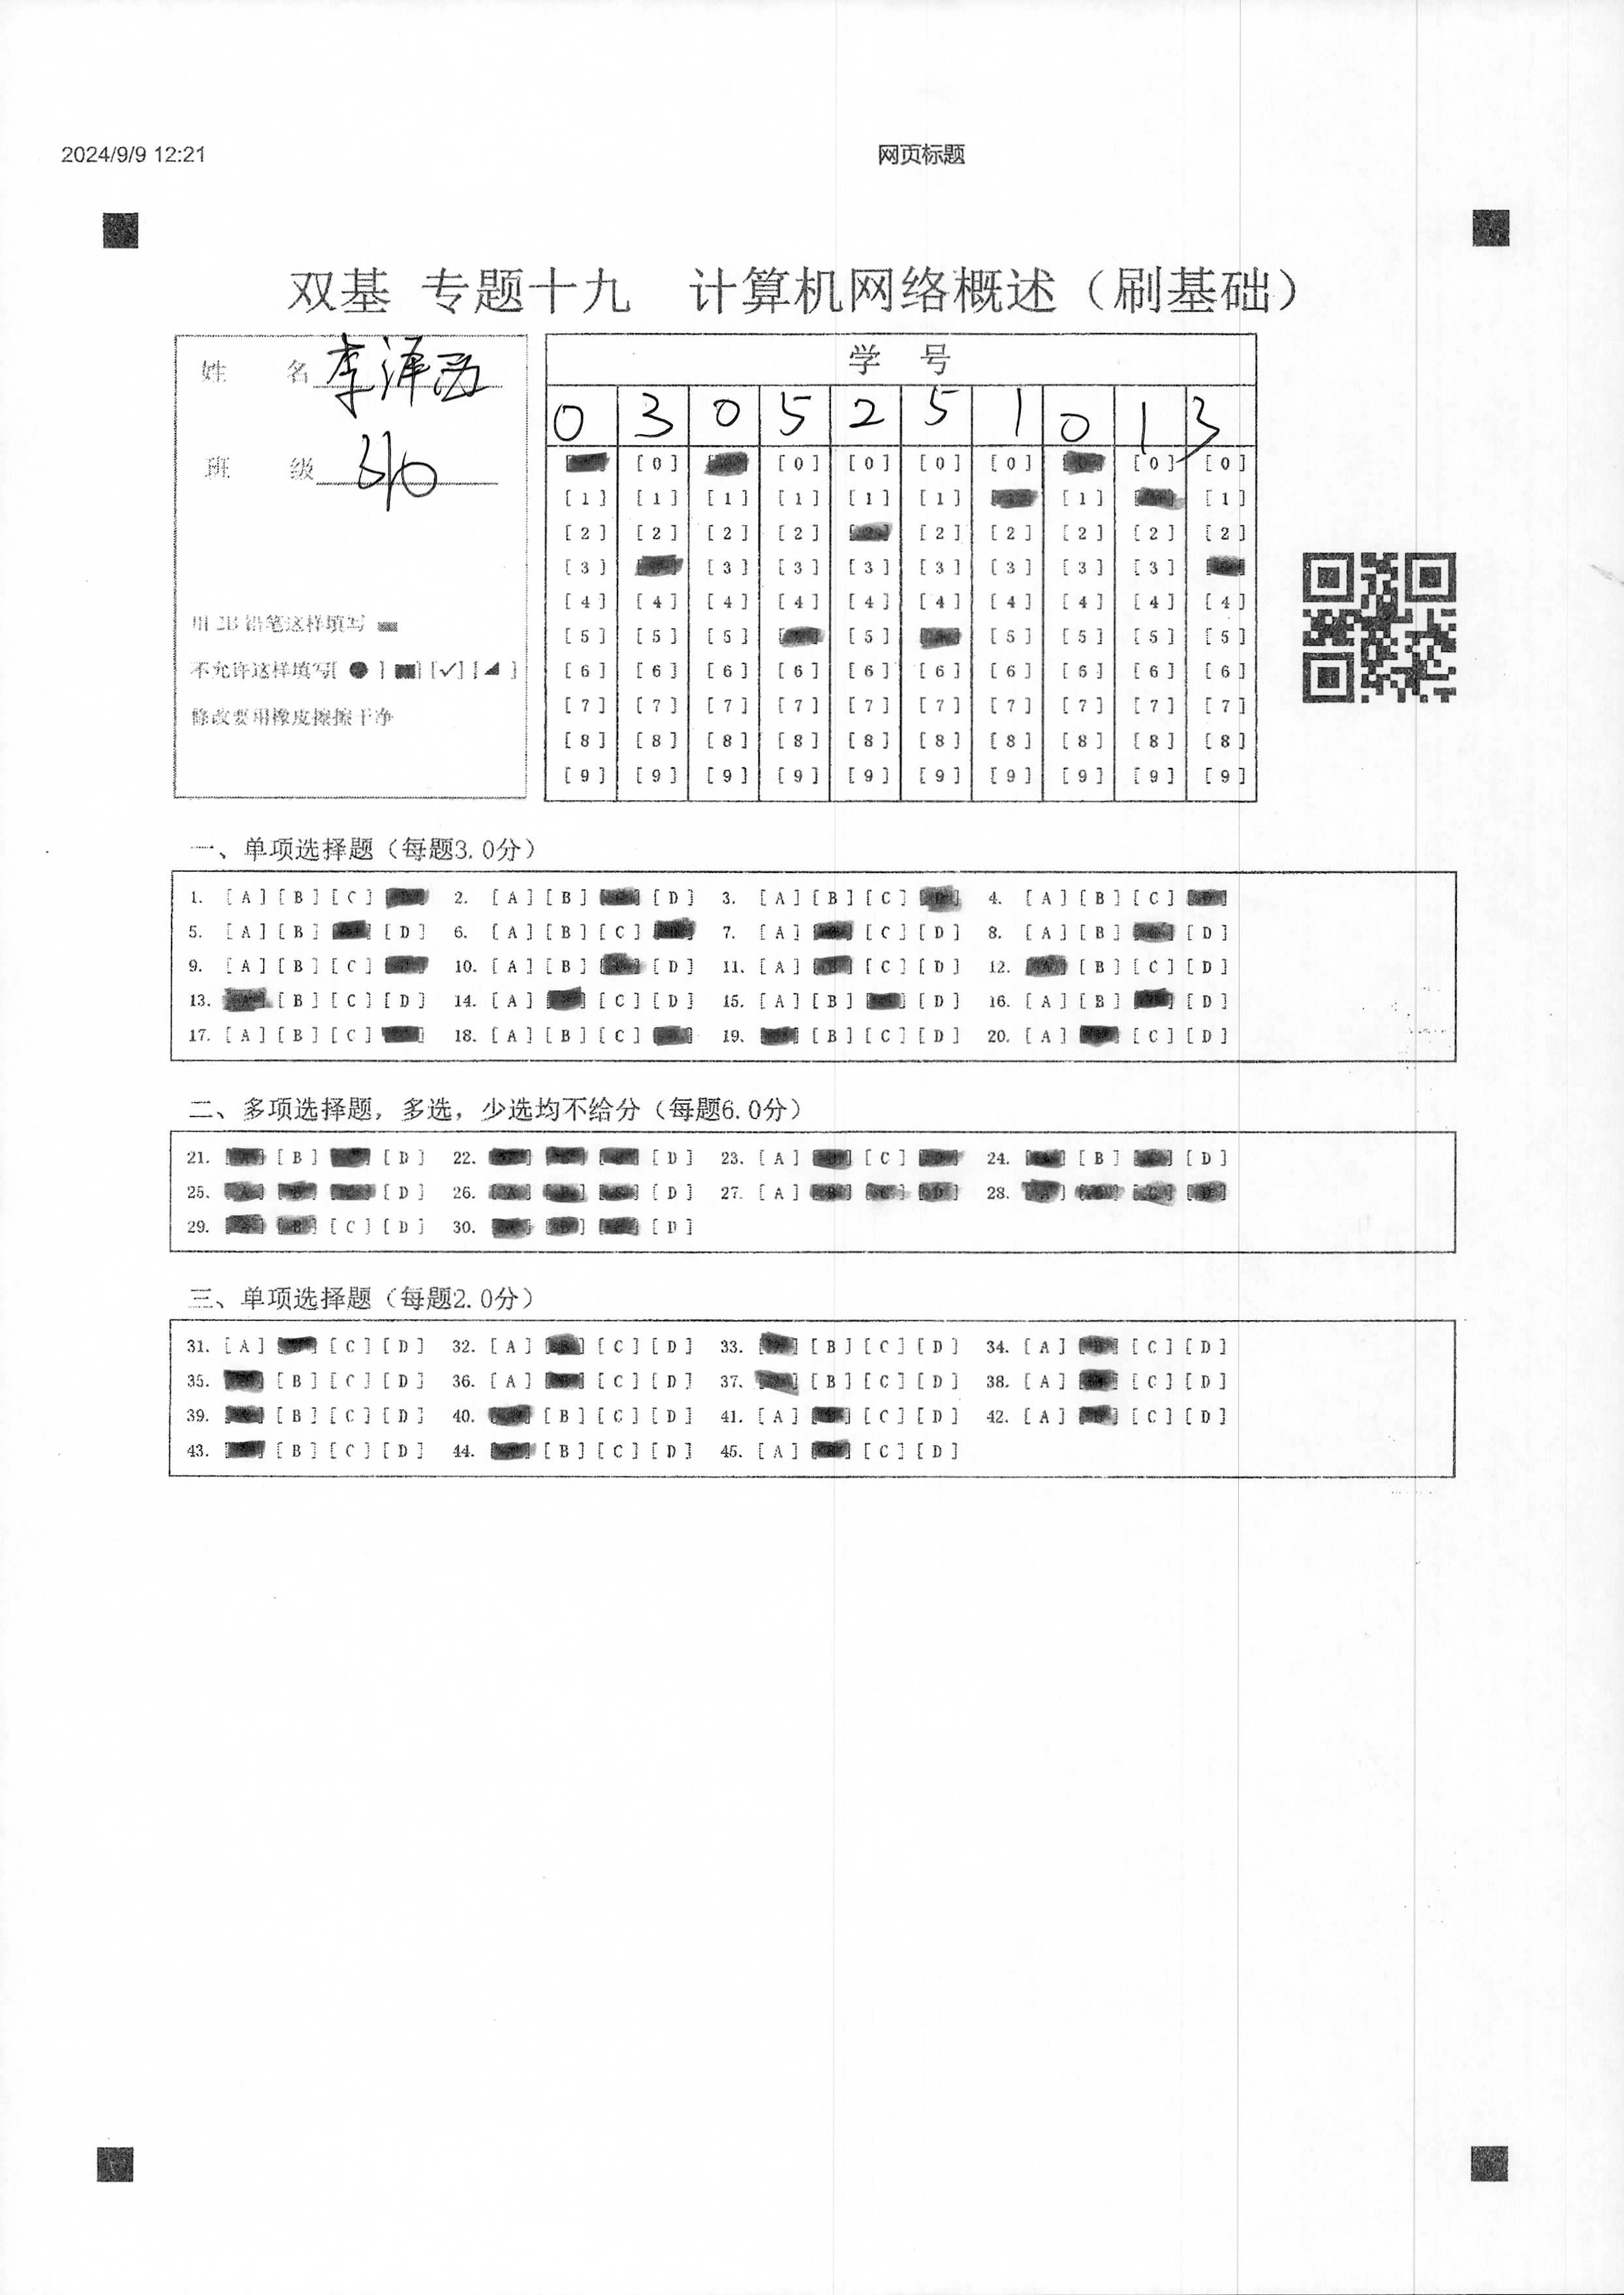 2024/9/9 12:21 网页标题
双基 专题十九 计算机网络概述（刷基础）
姓 名 李泽
班 级 310
用 2B 铅笔这样填写
不允许这样填写[●] [■] [✓] [◢]
修改要用橡皮擦擦干净
学 号
0 3 0 5 2 5 1 0 1 3
[0] [0] [0] [0] [0] [0] [0]
[1] [1] [1] [1] [1] [1] [1] [1]
[2] [2] [2] [2] [2] [2] [2] [2] [2]
[3] [3] [3] [3] [3] [3] [3] [3]
[4] [4] [4] [4] [4] [4] [4] [4] [4] [4]
[5] [5] [5] [5] [5] [5] [5] [5]
[6] [6] [6] [6] [6] [6] [6] [6] [6] [6]
[7] [7] [7] [7] [7] [7] [7] [7] [7] [7]
[8] [8] [8] [8] [8] [8] [8] [8] [8] [8]
[9] [9] [9] [9] [9] [9] [9] [9] [9] [9]
一、单项选择题（每题3.0分）
1. [A] [B] [C] 2. [A] [B] [D] 3. [A] [B] [C] 4. [A] [B] [C]
5. [A] [B] [D] 6. [A] [B] [C] 7. [A] [C] [D] 8. [A] [B] [D]
9. [A] [B] [C] 10. [A] [B] [D] 11. [A] [C] [D] 12. [B] [C] [D]
13. [B] [C] [D] 14. [A] [C] [D] 15. [A] [B] [D] 16. [A] [B] [D]
17. [A] [B] [C] 18. [A] [B] [C] 19. [B] [C] [D] 20. [A] [C] [D]
二、多项选择题，多选，少选均不给分（每题6.0分）
21. [B] [D] 22. [D] 23. [A] [C] 24. [B] [D]
25. [D] 26. [D] 27. [A] 28.
29. [C] [D] 30. [D]
三、单项选择题（每题2.0分）
31. [A] [C] [D] 32. [A] [C] [D] 33. [B] [C] [D] 34. [A] [C] [D]
35. [B] [C] [D] 36. [A] [C] [D] 37. [B] [C] [D] 38. [A] [C] [D]
39. [B] [C] [D] 40. [B] [C] [D] 41. [A] [C] [D] 42. [A] [C] [D]
43. [B] [C] [D] 44. [B] [C] [D] 45. [A] [C] [D]